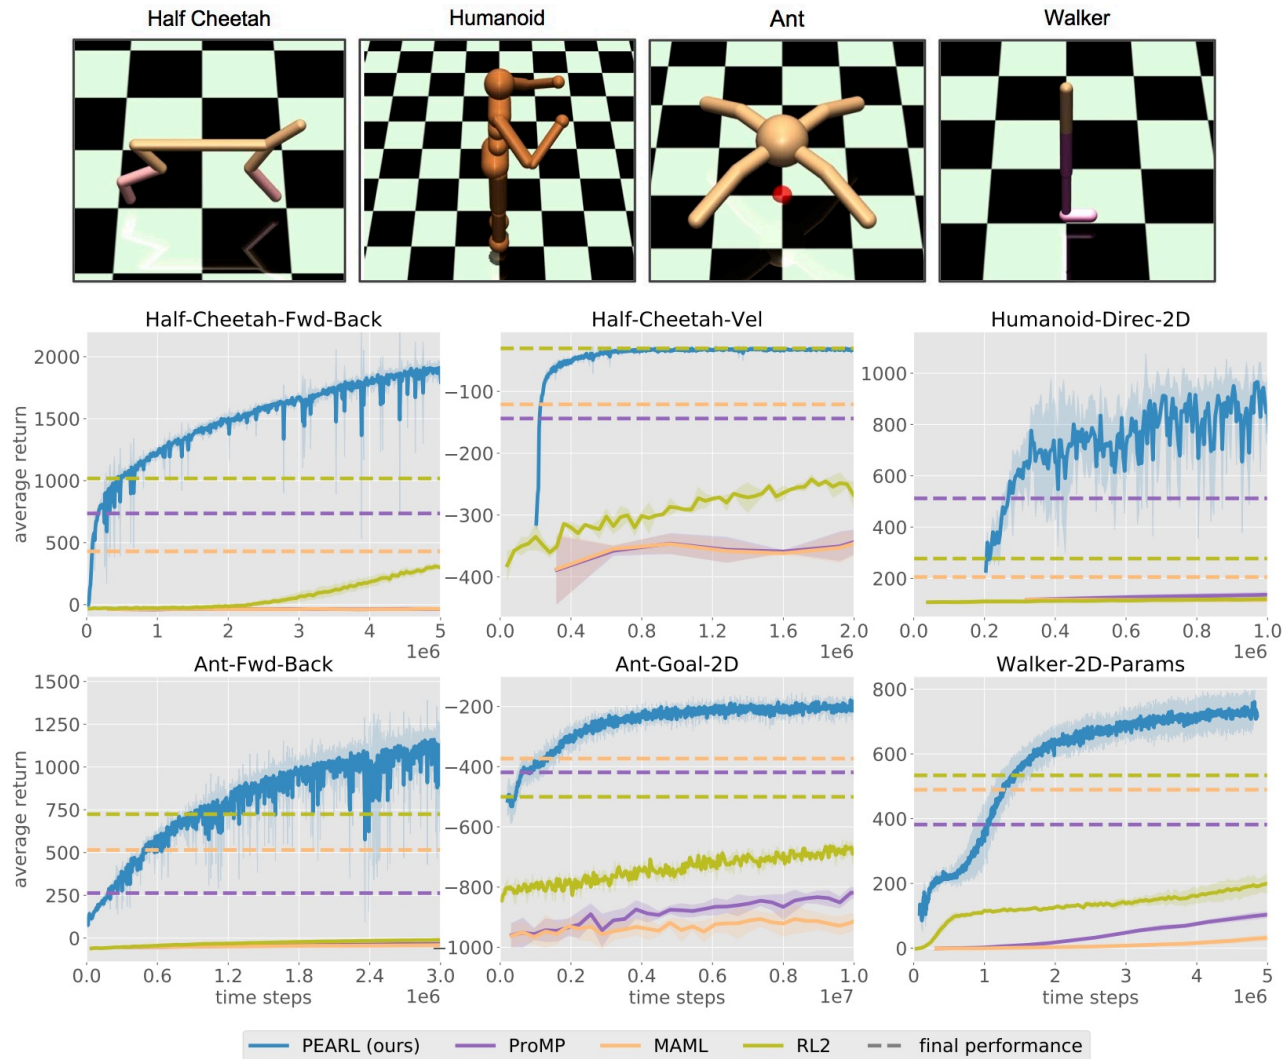 Half Cheetah Humanoid Ant Walker
Half-Cheetah-Fwd-Back Half-Cheetah-Vel Humanoid-Direc-2D
average return
2000
1500
1000
500
0
0 1 2 3 4 5
1e6
−100
−200
−300
−400
0.0 0.4 0.8 1.2 1.6 2.0
1e6
1000
800
600
400
200
0.0 0.2 0.4 0.6 0.8 1.0
1e6
Ant-Fwd-Back Ant-Goal-2D Walker-2D-Params
average return
1500
1250
1000
750
500
250
0
0.0 0.6 1.2 1.8 2.4 3.0
time steps 1e6
−200
−400
−600
−800
−1000
0.0 0.2 0.4 0.6 0.8 1.0
time steps 1e7
800
600
400
200
0
0 1 2 3 4 5
time steps 1e6
PEARL (ours) ProMP MAML RL2 final performance